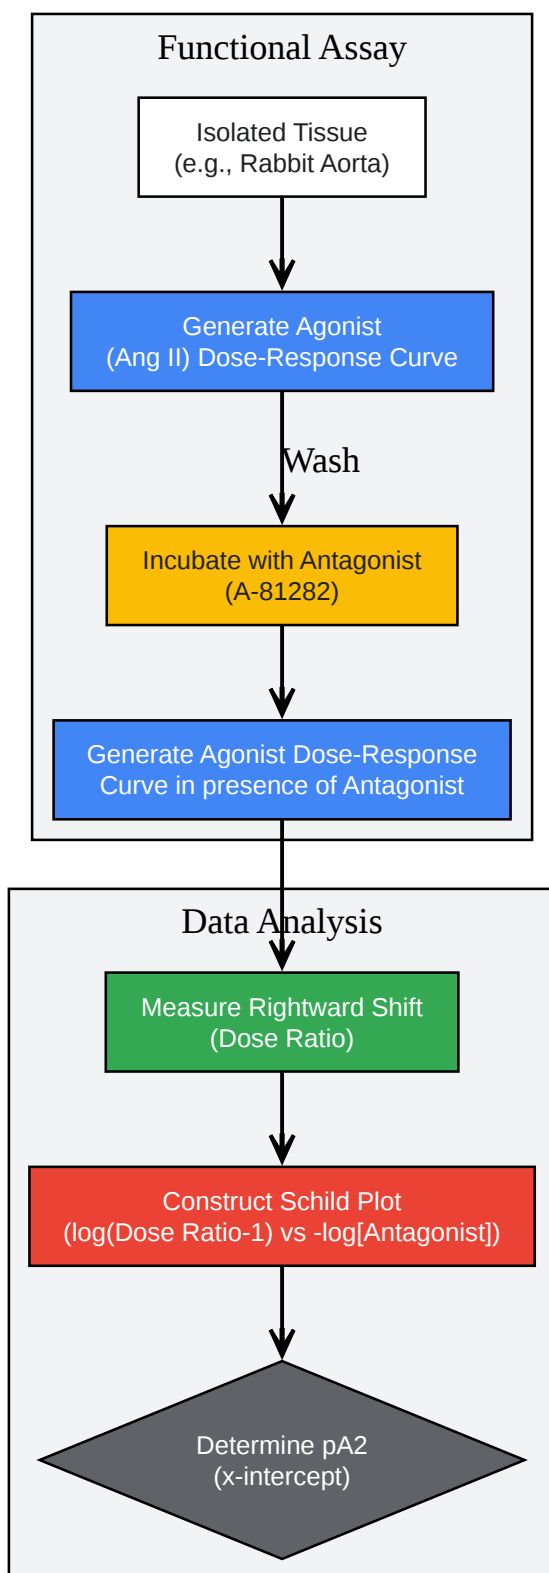 Functional Assay
Isolated Tissue
(e.g., Rabbit Aorta)
Generate Agonist
(Ang II) Dose-Response Curve
Wash
Incubate with Antagonist
(A-81282)
Generate Agonist Dose-Response
Curve in presence of Antagonist
Data Analysis
Measure Rightward Shift
(Dose Ratio)
Construct Schild Plot
(log(Dose Ratio-1) vs -log[Antagonist])
Determine pA2
(x-intercept)